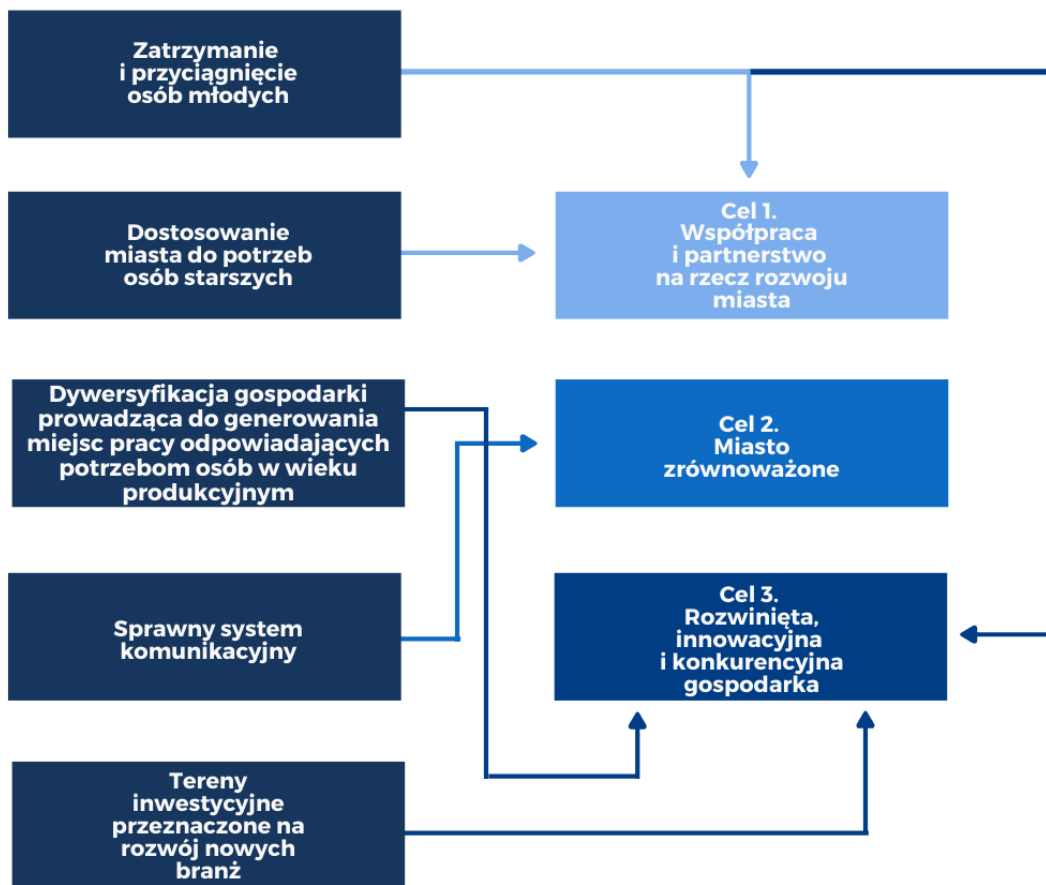 Zatrzymanie
i przyciągnięcie
osób młodych
Dostosowanie
miasta do potrzeb
osób starszych
Cel 1.
Współpraca
i partnerstwo
na rzecz rozwoju
miasta
Dywersyfikacja gospodarki
prowadząca do generowania
miejsc pracy odpowiadających
potrzebom osób w wieku
produkcyjnym
Cel 2.
Miasto
zrównoważone
Sprawny system
komunikacyjny
Cel 3.
Rozwinięta,
innowacyjna
i konkurencyjna
gospodarka
Tereny
inwestycyjne
przeznaczone na
rozwój nowych
branż